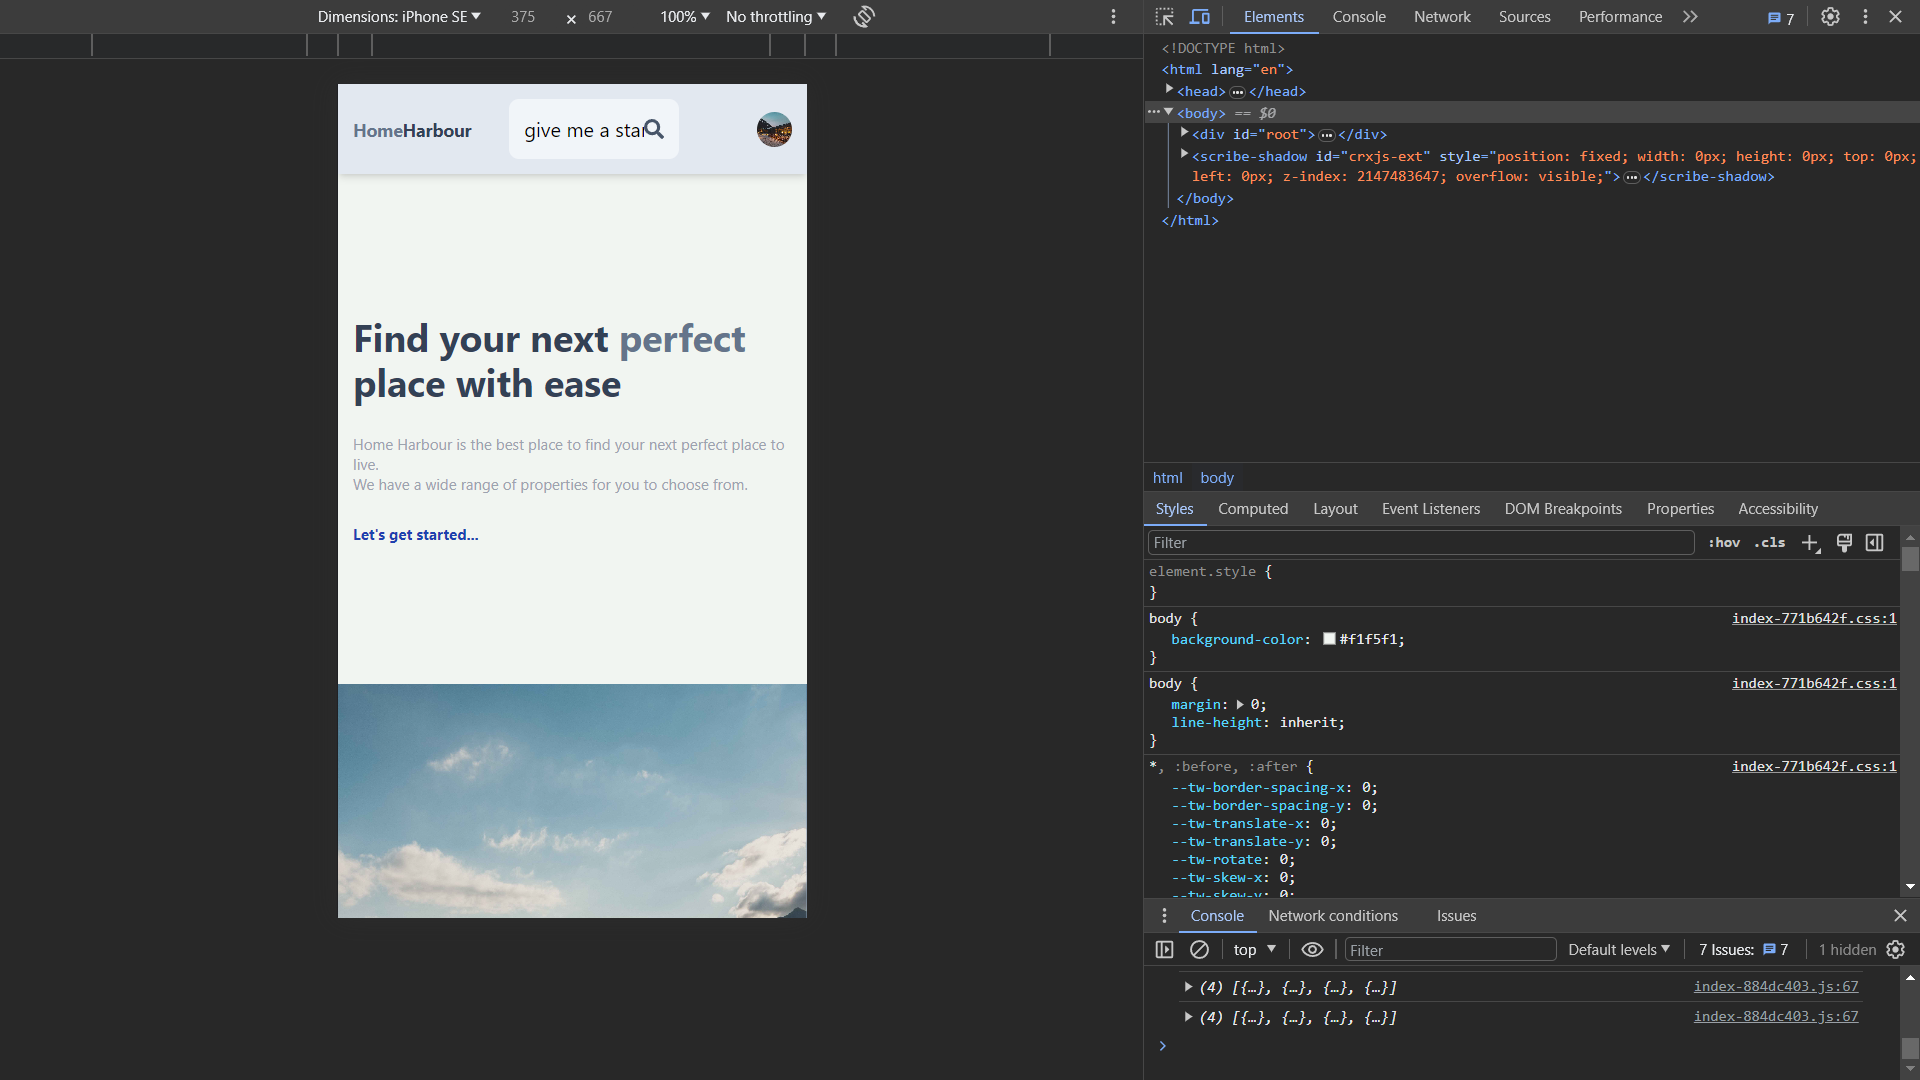 Dimensions: iPhone SE 375 × 667 100% No throttling
Elements Console Network Sources Performance 7
HomeHarbour give me a star
Find your next perfect
place with ease
Home Harbour is the best place to find your next perfect place to
live.
We have a wide range of properties for you to choose from.
Let's get started...
<!DOCTYPE html>
<html lang="en">
<head> … </head>
<body> == $0
<div id="root"> … </div>
<scribe-shadow id="crxjs-ext" style="position: fixed; width: 0px; height: 0px; top: 0px;
left: 0px; z-index: 2147483647; overflow: visible;"> … </scribe-shadow>
</body>
</html>
html body
Styles Computed Layout Event Listeners DOM Breakpoints Properties Accessibility
Filter :hov .cls
element.style {
}
body { index-771b642f.css:1
background-color: #f1f5f1;
}
body { index-771b642f.css:1
margin: 0;
line-height: inherit;
}
*, :before, :after { index-771b642f.css:1
--tw-border-spacing-x: 0;
--tw-border-spacing-y: 0;
--tw-translate-x: 0;
--tw-translate-y: 0;
--tw-rotate: 0;
--tw-skew-x: 0;
--tw-skew-y: 0;
Console Network conditions Issues
top Filter Default levels 7 Issues: 7 1 hidden
(4) [{…}, {…}, {…}, {…}] index-884dc403.js:67
(4) [{…}, {…}, {…}, {…}] index-884dc403.js:67